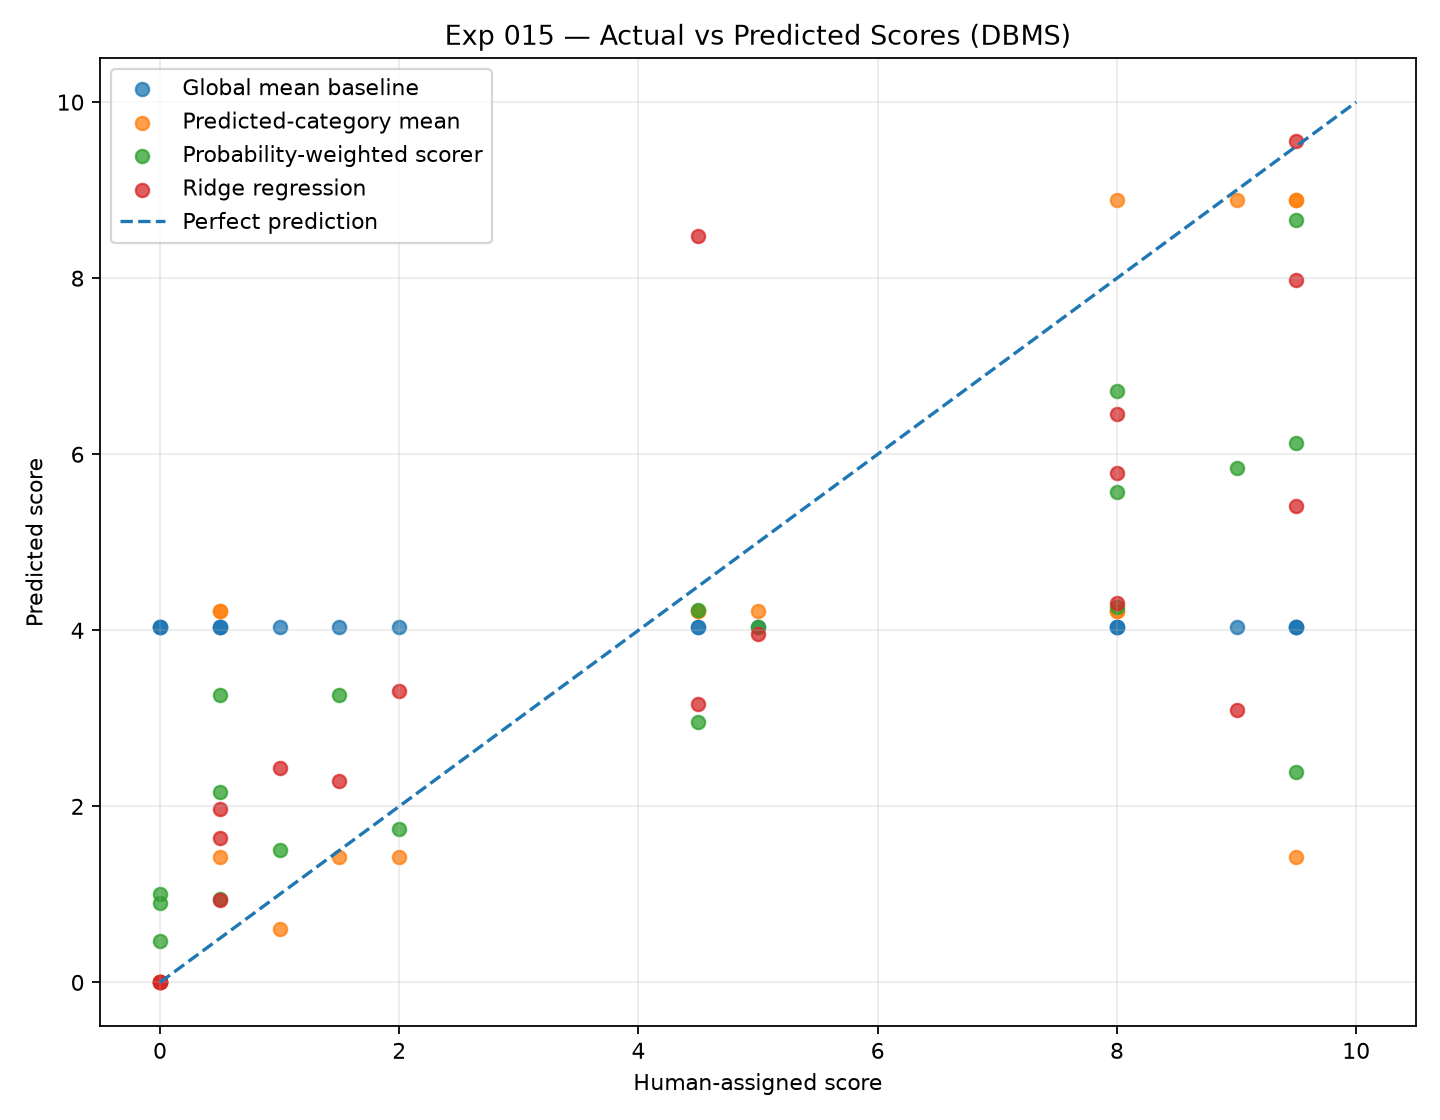 Exp 015 — Actual vs Predicted Scores (DBMS)
Global mean baseline
Predicted-category mean
Probability-weighted scorer
Ridge regression
Perfect prediction
Predicted score
10
8
6
4
2
0
0 2 4 6 8 10
Human-assigned score